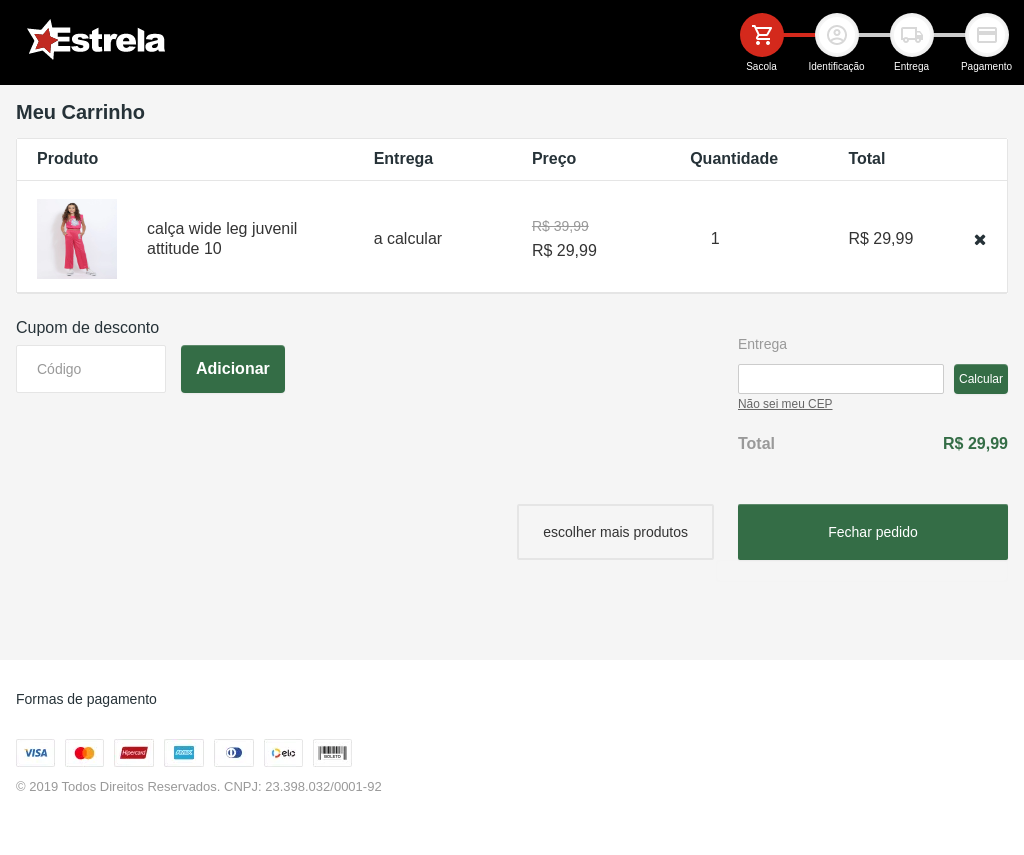 Estrela
Sacola
Identificação
Entrega
Pagamento
Meu Carrinho
Produto
Entrega
Preço
Quantidade
Total
calça wide leg juvenil
attitude 10
a calcular
R$ 39,99
R$ 29,99
1
R$ 29,99
Cupom de desconto
Código
Adicionar
Entrega
Calcular
Não sei meu CEP
Total
R$ 29,99
escolher mais produtos
Fechar pedido
Formas de pagamento
VISA
Hipercard
elo
BOLETO
© 2019 Todos Direitos Reservados. CNPJ: 23.398.032/0001-92